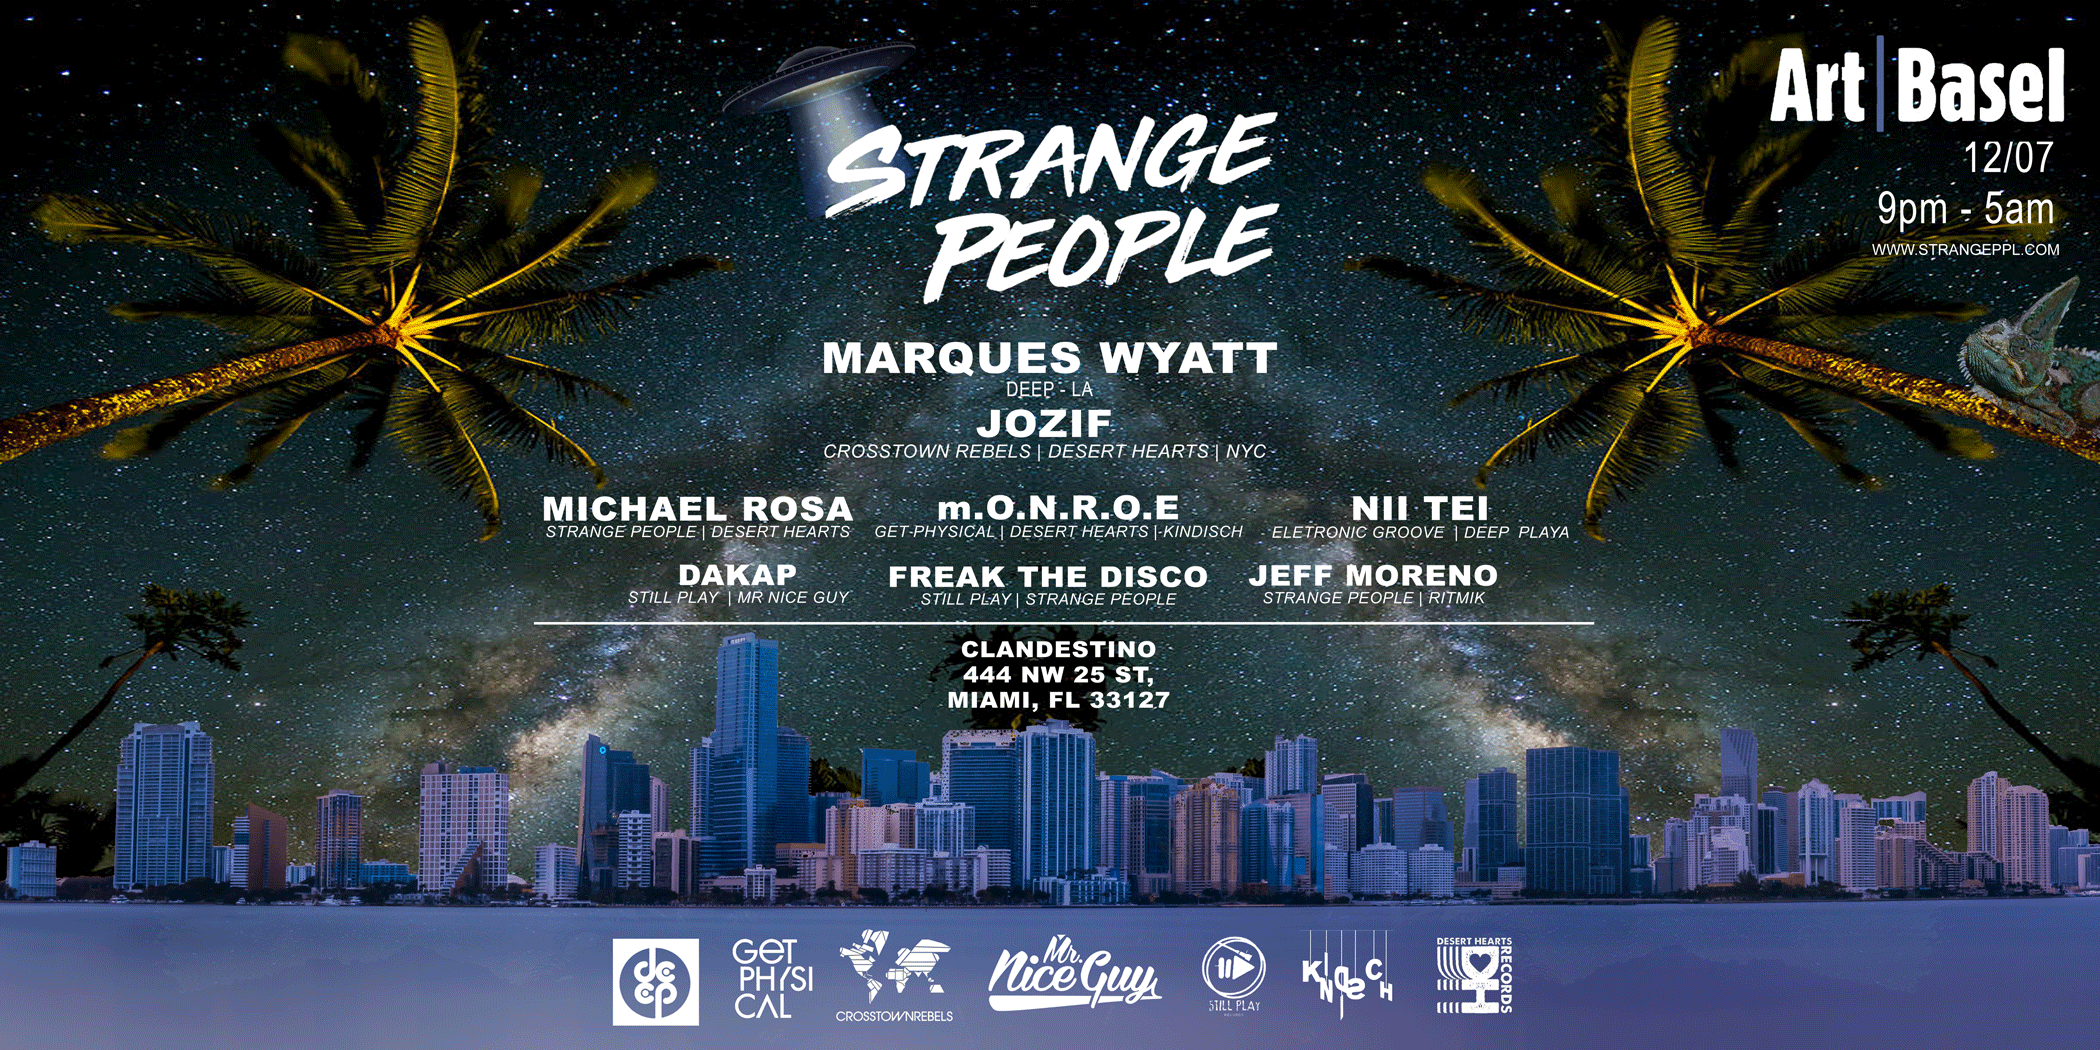 STRANGE
PEOPLE
Art|Basel
12/07
9pm - 5am
WWW.STRANGEPPL.COM
MARQUES WYATT
DEEP - LA
JOZIF
CROSSTOWN REBELS | DESERT HEARTS | NYC
MICHAEL ROSA
STRANGE PEOPLE | DESERT HEARTS
m.O.N.R.O.E
GET-PHYSICAL | DESERT HEARTS |-KINDISCH
NII TEI
ELETRONIC GROOVE | DEEP PLAYA
DAKAP
STILL PLAY | MR NICE GUY
FREAK THE DISCO
STILL PLAY | STRANGE PEOPLE
JEFF MORENO
STRANGE PEOPLE | RITMIK
CLANDESTINO
444 NW 25 ST,
MIAMI, FL 33127
deep
GET
PHYSI
CAL
CROSSTOWNREBELS
Mr.
Nice Guy
STILL PLAY
KINDISCH
DESERT HEARTS
RECORDS
DH